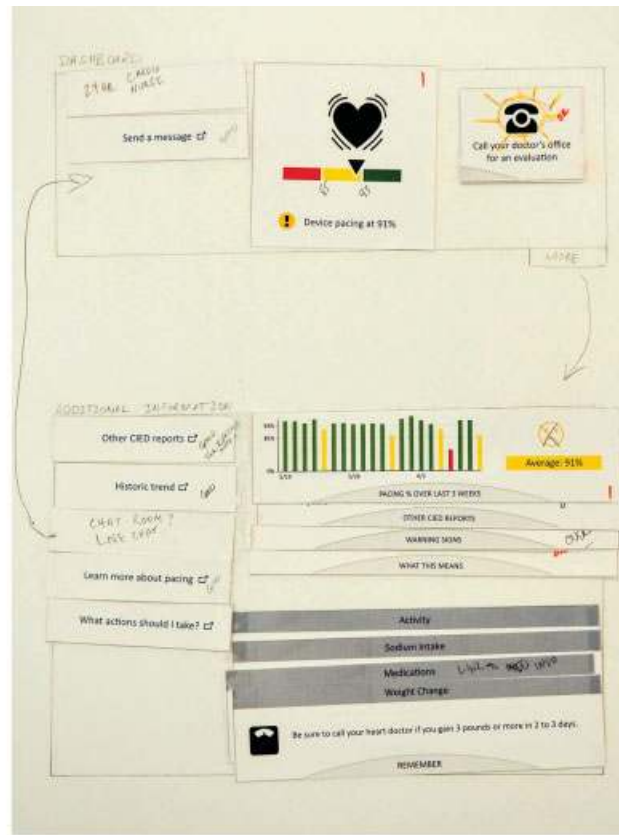 DASHBOARD
24 HR CARDIO
NURSE
Send a message
!
Device pacing at 91%
Call your doctor's office
for an evaluation
MORE
ADDITIONAL INFORMATION
Other CIED reports
Historic trend
CHAT ROOM?
LIVE CHAT
Learn more about pacing
What actions should I take?
0%
Average: 91%
PACING % OVER LAST 3 WEEKS
!
OTHER CIED REPORTS
WARNING SIGNS
WHAT THIS MEANS
Activity
Sodium Intake
Medications
Weight Change
Be sure to call your heart doctor if you gain 3 pounds or more in 2 to 3 days.
REMEMBER